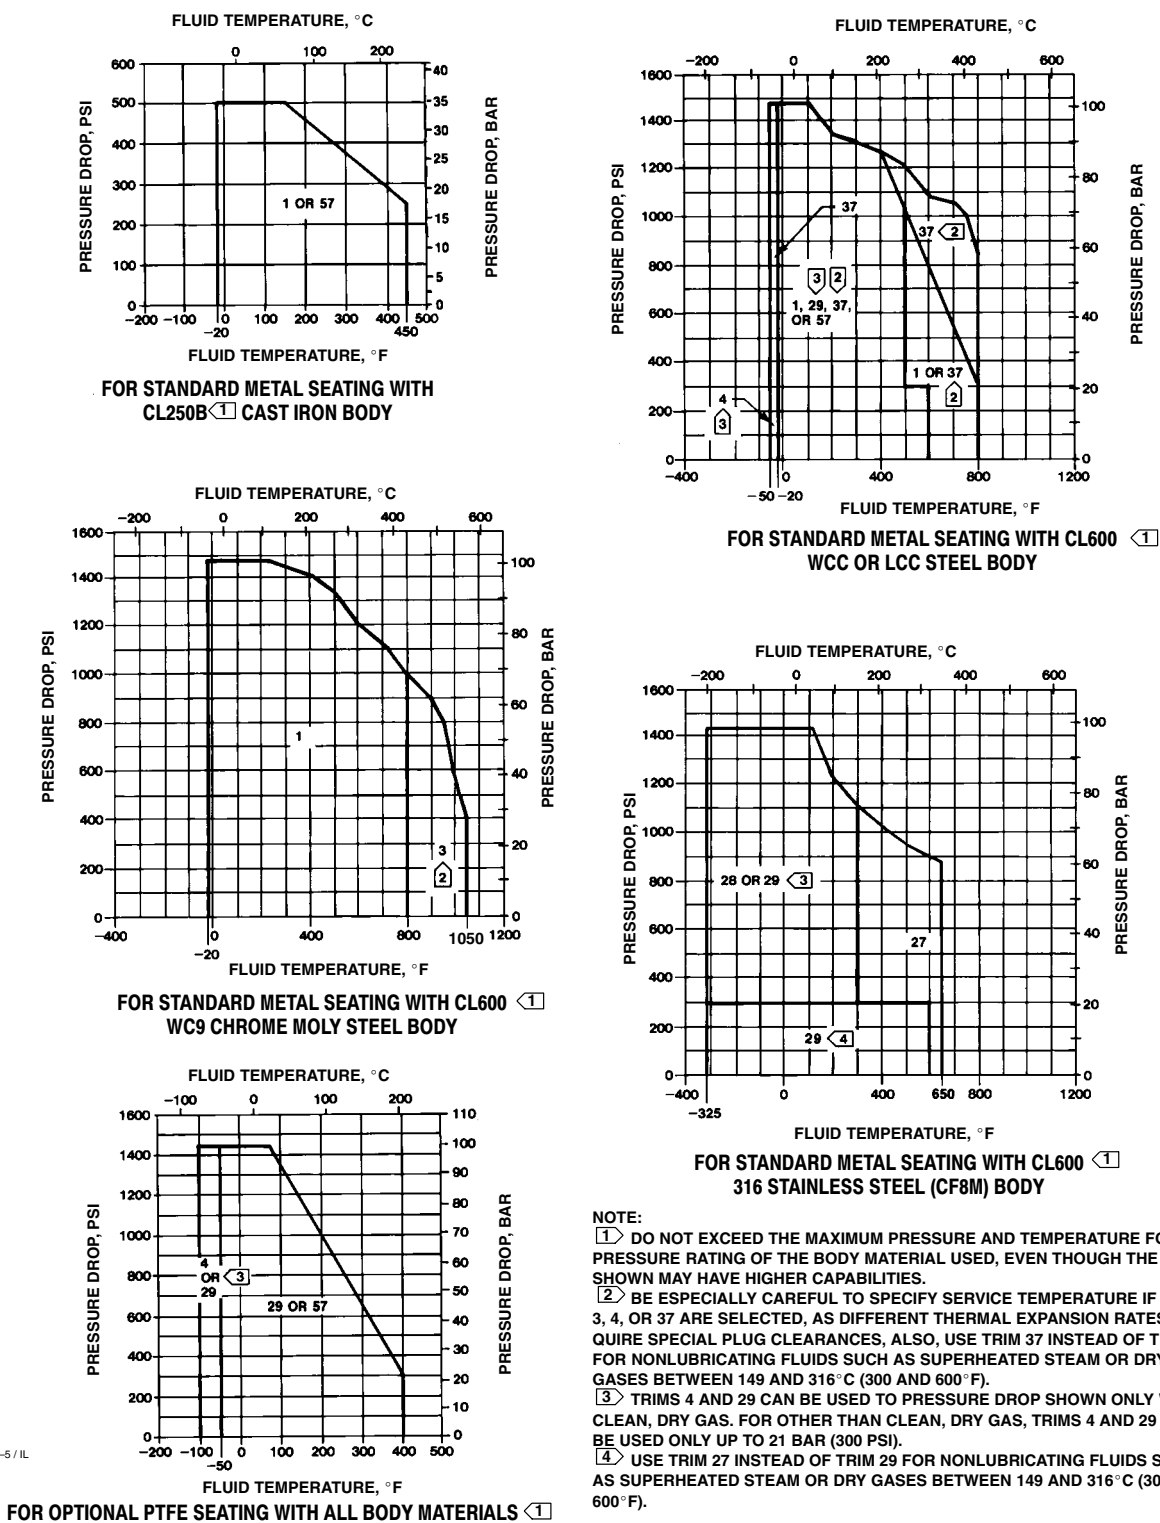 FLUID TEMPERATURE, °C
0 100 200
600 500 400 300 200 100 0
PRESSURE DROP, PSI
40 35 30 25 20 15 10 5 0
PRESSURE DROP, BAR
1 OR 57
-200 -100 0 100 200 300 400 500
-20 450
FLUID TEMPERATURE, °F
FOR STANDARD METAL SEATING WITH
CL250B 1 CAST IRON BODY
FLUID TEMPERATURE, °C
-200 0 200 400
1600 1400 1200 1000 800 600 400 200 0
PRESSURE DROP, PSI
100 80 60 40 20 0
PRESSURE DROP, BAR
37
37 2
3 2
1, 29, 37,
OR 57
1 OR 37
2
4
3
-400 0 400 800 1200
-50 -20
FLUID TEMPERATURE, °F
FOR STANDARD METAL SEATING WITH CL600 1
WCC OR LCC STEEL BODY
FLUID TEMPERATURE, °C
-200 0 200 400 600
1600 1400 1200 1000 800 600 400 200 0
PRESSURE DROP, PSI
100 80 60 40 20 0
PRESSURE DROP, BAR
1
3
2
-400 0 400 800 1050 1200
-20
FLUID TEMPERATURE, °F
FOR STANDARD METAL SEATING WITH CL600 1
WC9 CHROME MOLY STEEL BODY
FLUID TEMPERATURE, °C
-200 0 200 400 600
1600 1400 1200 1000 800 600 400 200 0
PRESSURE DROP, PSI
100 80 60 40 20 0
PRESSURE DROP, BAR
28 OR 29 3
27
29 4
-400 0 400 650 800 1200
-325
FLUID TEMPERATURE, °F
FOR STANDARD METAL SEATING WITH CL600 1
316 STAINLESS STEEL (CF8M) BODY
FLUID TEMPERATURE, °C
-100 0 100 200
1600 1400 1200 1000 800 600 400 200 0
PRESSURE DROP, PSI
110 100 90 80 70 60 50 40 30 20 10 0
PRESSURE DROP, BAR
4
OR 3
29
29 OR 57
-200 -100 0 100 200 300 400 500
-50
FLUID TEMPERATURE, °F
FOR OPTIONAL PTFE SEATING WITH ALL BODY MATERIALS 1
-5 / IL
NOTE:
1 DO NOT EXCEED THE MAXIMUM PRESSURE AND TEMPERATURE FO
PRESSURE RATING OF THE BODY MATERIAL USED, EVEN THOUGH THE
SHOWN MAY HAVE HIGHER CAPABILITIES.
2 BE ESPECIALLY CAREFUL TO SPECIFY SERVICE TEMPERATURE IF
3, 4, OR 37 ARE SELECTED, AS DIFFERENT THERMAL EXPANSION RATES
QUIRE SPECIAL PLUG CLEARANCES, ALSO, USE TRIM 37 INSTEAD OF T
FOR NONLUBRICATING FLUIDS SUCH AS SUPERHEATED STEAM OR DRY
GASES BETWEEN 149 AND 316°C (300 AND 600°F).
3 TRIMS 4 AND 29 CAN BE USED TO PRESSURE DROP SHOWN ONLY
CLEAN, DRY GAS. FOR OTHER THAN CLEAN, DRY GAS, TRIMS 4 AND 29
BE USED ONLY UP TO 21 BAR (300 PSI).
4 USE TRIM 27 INSTEAD OF TRIM 29 FOR NONLUBRICATING FLUIDS S
AS SUPERHEATED STEAM OR DRY GASES BETWEEN 149 AND 316°C (30
600°F).